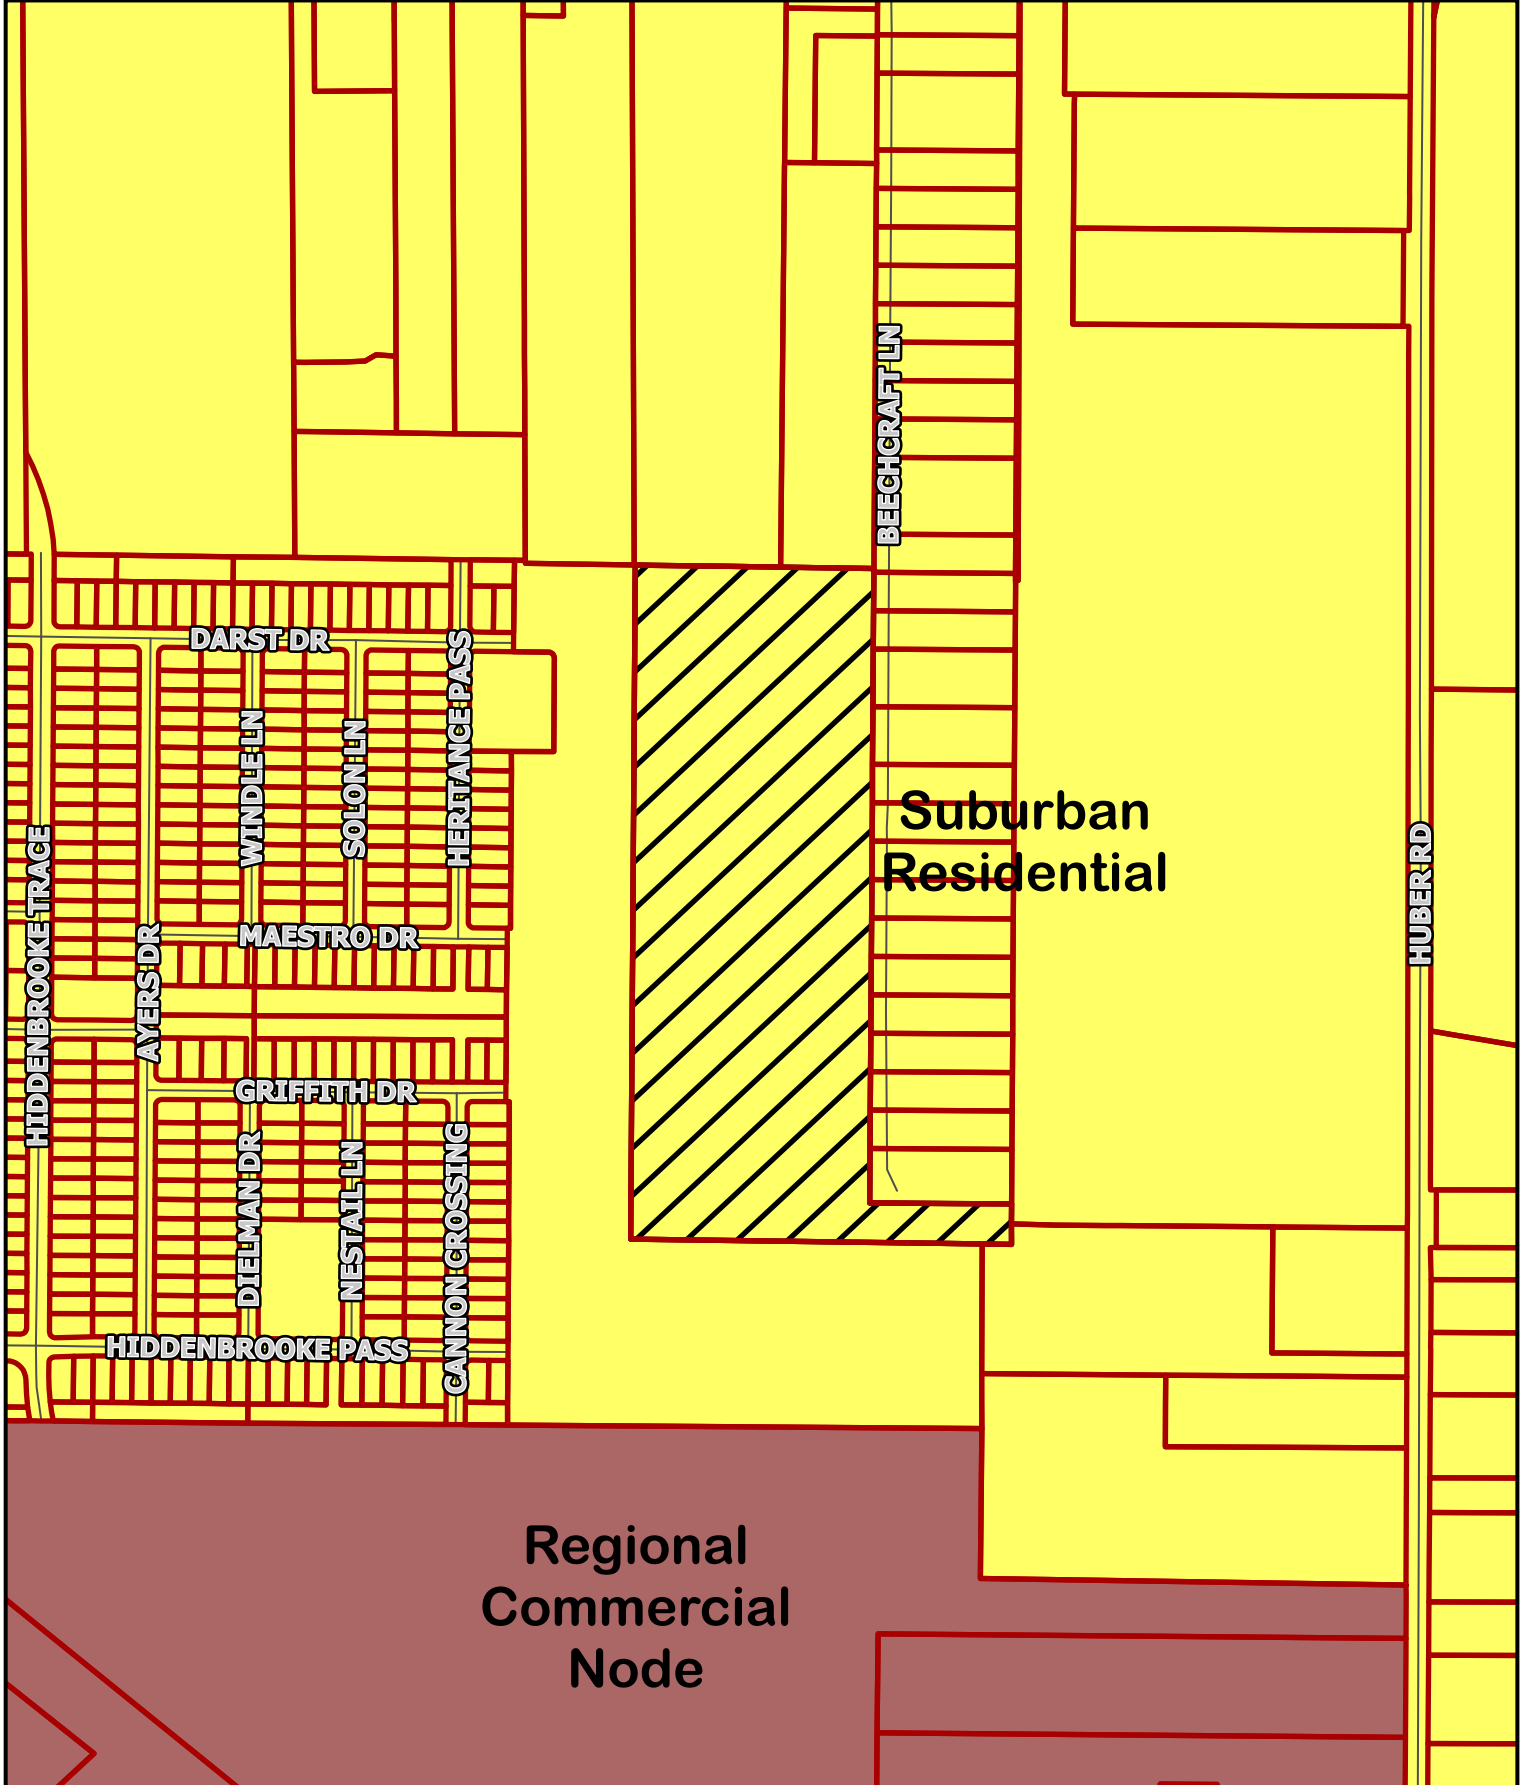 BEECHCRAFT LN
DARST DR
HERITANCE PASS
WINDLE LN
SOLON LN
Suburban
Residential
HUBER RD
HIDDENBROOKE TRACE
AYERS DR
MAESTRO DR
GRIFFITH DR
DIELMAN DR
NESTAIL LN
CANNON CROSSING
HIDDENBROOKE PASS
Regional
Commercial
Node